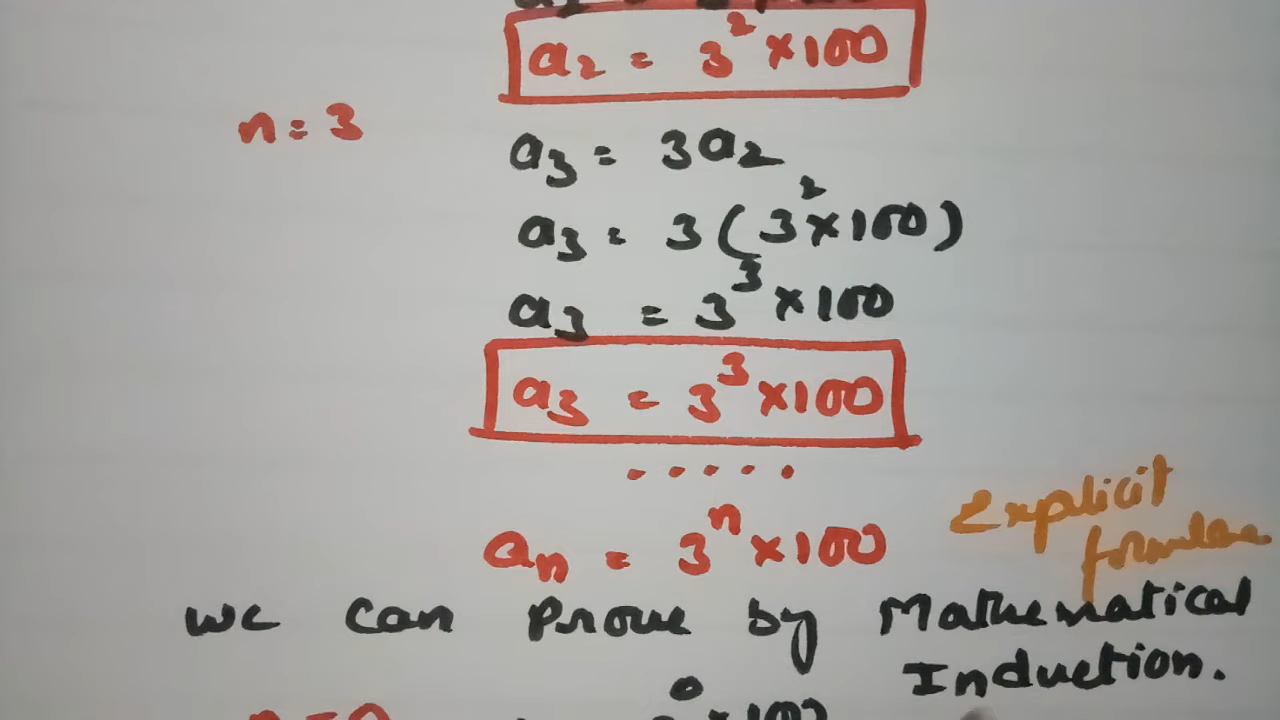 a₂ = 3² × 100
n = 3
a₃ = 3a₂
a₃ = 3(3² × 100)
a₃ = 3³ × 100
a₃ = 3³ × 100
.....
aₙ = 3ⁿ × 100
Explicit
formulae
we can prove by Mathematical
Induction.